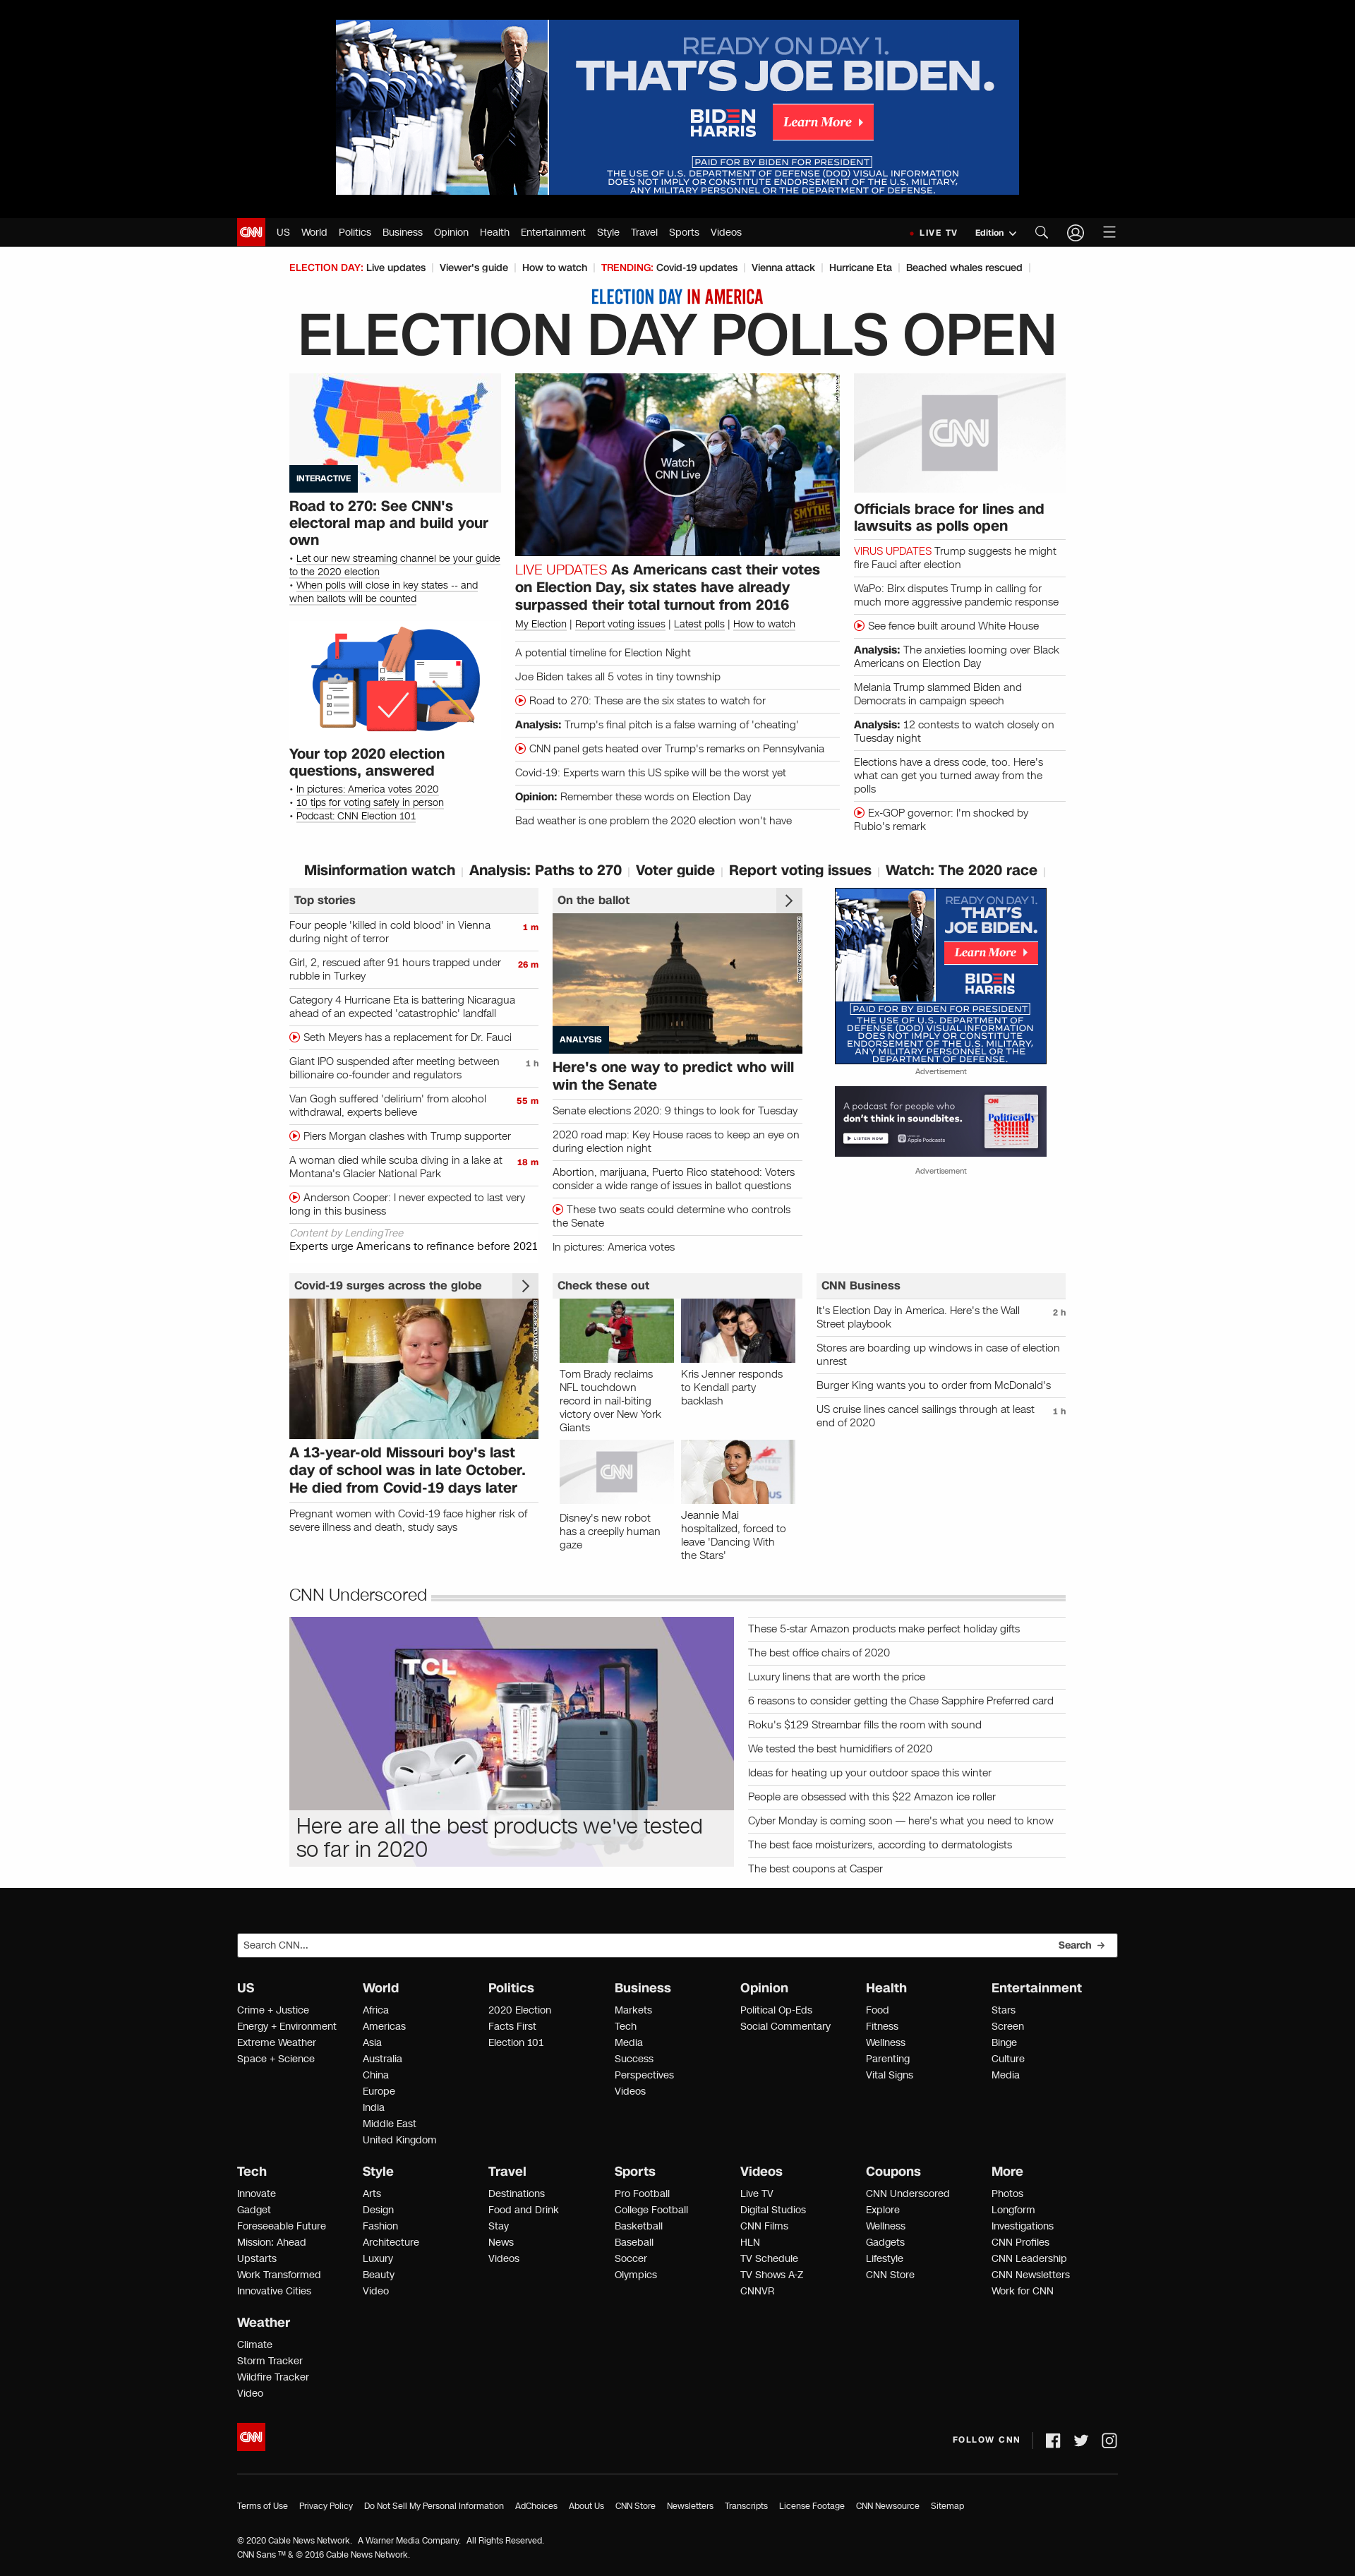 READY ON DAY 1.
THAT'S JOE BIDEN.
BIDEN
HARRIS
Learn More
PAID FOR BY BIDEN FOR PRESIDENT
THE USE OF U.S. DEPARTMENT OF DEFENSE (DOD) VISUAL INFORMATION
DOES NOT IMPLY OR CONSTITUTE ENDORSEMENT OF THE U.S. MILITARY,
ANY MILITARY PERSONNEL OR THE DEPARTMENT OF DEFENSE.
CNN US World Politics Business Opinion Health Entertainment Style Travel Sports Videos LIVE TV Edition
ELECTION DAY: Live updates | Viewer's guide | How to watch | TRENDING: Covid-19 updates | Vienna attack | Hurricane Eta | Beached whales rescued |
ELECTION DAY IN AMERICA
ELECTION DAY POLLS OPEN
INTERACTIVE
Road to 270: See CNN's
electoral map and build your
own
• Let our new streaming channel be your guide
to the 2020 election
• When polls will close in key states -- and
when ballots will be counted
Your top 2020 election
questions, answered
• In pictures: America votes 2020
• 10 tips for voting safely in person
• Podcast: CNN Election 101
Watch
CNN Live
SMYTHE
LIVE UPDATES As Americans cast their votes
on Election Day, six states have already
surpassed their total turnout from 2016
My Election | Report voting issues | Latest polls | How to watch
A potential timeline for Election Night
Joe Biden takes all 5 votes in tiny township
Road to 270: These are the six states to watch for
Analysis: Trump's final pitch is a false warning of 'cheating'
CNN panel gets heated over Trump's remarks on Pennsylvania
Covid-19: Experts warn this US spike will be the worst yet
Opinion: Remember these words on Election Day
Bad weather is one problem the 2020 election won't have
CNN
Officials brace for lines and
lawsuits as polls open
VIRUS UPDATES Trump suggests he might
fire Fauci after election
WaPo: Birx disputes Trump in calling for
much more aggressive pandemic response
See fence built around White House
Analysis: The anxieties looming over Black
Americans on Election Day
Melania Trump slammed Biden and
Democrats in campaign speech
Analysis: 12 contests to watch closely on
Tuesday night
Elections have a dress code, too. Here's
what can get you turned away from the
polls
Ex-GOP governor: I'm shocked by
Rubio's remark
Misinformation watch | Analysis: Paths to 270 | Voter guide | Report voting issues | Watch: The 2020 race |
Top stories
Four people 'killed in cold blood' in Vienna 1 m
during night of terror
Girl, 2, rescued after 91 hours trapped under 26 m
rubble in Turkey
Category 4 Hurricane Eta is battering Nicaragua
ahead of an expected 'catastrophic' landfall
Seth Meyers has a replacement for Dr. Fauci
Giant IPO suspended after meeting between 1 h
billionaire co-founder and regulators
Van Gogh suffered 'delirium' from alcohol 55 m
withdrawal, experts believe
Piers Morgan clashes with Trump supporter
A woman died while scuba diving in a lake at 18 m
Montana's Glacier National Park
Anderson Cooper: I never expected to last very
long in this business
Content by LendingTree
Experts urge Americans to refinance before 2021
On the ballot
ANALYSIS
Here's one way to predict who will
win the Senate
Senate elections 2020: 9 things to look for Tuesday
2020 road map: Key House races to keep an eye on
during election night
Abortion, marijuana, Puerto Rico statehood: Voters
consider a wide range of issues in ballot questions
These two seats could determine who controls
the Senate
In pictures: America votes
READY ON DAY 1.
THAT'S
JOE BIDEN.
Learn More
BIDEN
HARRIS
PAID FOR BY BIDEN FOR PRESIDENT
THE USE OF U.S. DEPARTMENT OF
DEFENSE (DOD) VISUAL INFORMATION
DOES NOT IMPLY OR CONSTITUTE
ENDORSEMENT OF THE U.S. MILITARY,
ANY MILITARY PERSONNEL OR THE
DEPARTMENT OF DEFENSE.
Advertisement
A podcast for people who
don't think in soundbites.
LISTEN NOW
Apple Podcasts
CNN
Politically
Sound
Advertisement
Covid-19 surges across the globe
A 13-year-old Missouri boy's last
day of school was in late October.
He died from Covid-19 days later
Pregnant women with Covid-19 face higher risk of
severe illness and death, study says
Check these out
Tom Brady reclaims
NFL touchdown
record in nail-biting
victory over New York
Giants
Kris Jenner responds
to Kendall party
backlash
CNN
Disney's new robot
has a creepily human
gaze
US
Jeannie Mai
hospitalized, forced to
leave 'Dancing With
the Stars'
CNN Business
It's Election Day in America. Here's the Wall 2 h
Street playbook
Stores are boarding up windows in case of election
unrest
Burger King wants you to order from McDonald's
US cruise lines cancel sailings through at least 1 h
end of 2020
CNN Underscored
TCL
Here are all the best products we've tested
so far in 2020
These 5-star Amazon products make perfect holiday gifts
The best office chairs of 2020
Luxury linens that are worth the price
6 reasons to consider getting the Chase Sapphire Preferred card
Roku's $129 Streambar fills the room with sound
We tested the best humidifiers of 2020
Ideas for heating up your outdoor space this winter
People are obsessed with this $22 Amazon ice roller
Cyber Monday is coming soon — here's what you need to know
The best face moisturizers, according to dermatologists
The best coupons at Casper
Search CNN... Search →
US
Crime + Justice
Energy + Environment
Extreme Weather
Space + Science
World
Africa
Americas
Asia
Australia
China
Europe
India
Middle East
United Kingdom
Politics
2020 Election
Facts First
Election 101
Business
Markets
Tech
Media
Success
Perspectives
Videos
Opinion
Political Op-Eds
Social Commentary
Health
Food
Fitness
Wellness
Parenting
Vital Signs
Entertainment
Stars
Screen
Binge
Culture
Media
Tech
Innovate
Gadget
Foreseeable Future
Mission: Ahead
Upstarts
Work Transformed
Innovative Cities
Style
Arts
Design
Fashion
Architecture
Luxury
Beauty
Video
Travel
Destinations
Food and Drink
Stay
News
Videos
Sports
Pro Football
College Football
Basketball
Baseball
Soccer
Olympics
Videos
Live TV
Digital Studios
CNN Films
HLN
TV Schedule
TV Shows A-Z
CNNVR
Coupons
CNN Underscored
Explore
Wellness
Gadgets
Lifestyle
CNN Store
More
Photos
Longform
Investigations
CNN Profiles
CNN Leadership
CNN Newsletters
Work for CNN
Weather
Climate
Storm Tracker
Wildfire Tracker
Video
CNN
FOLLOW CNN
Terms of Use Privacy Policy Do Not Sell My Personal Information AdChoices About Us CNN Store Newsletters Transcripts License Footage CNN Newsource Sitemap
© 2020 Cable News Network. A Warner Media Company. All Rights Reserved.
CNN Sans ™ & © 2016 Cable News Network.